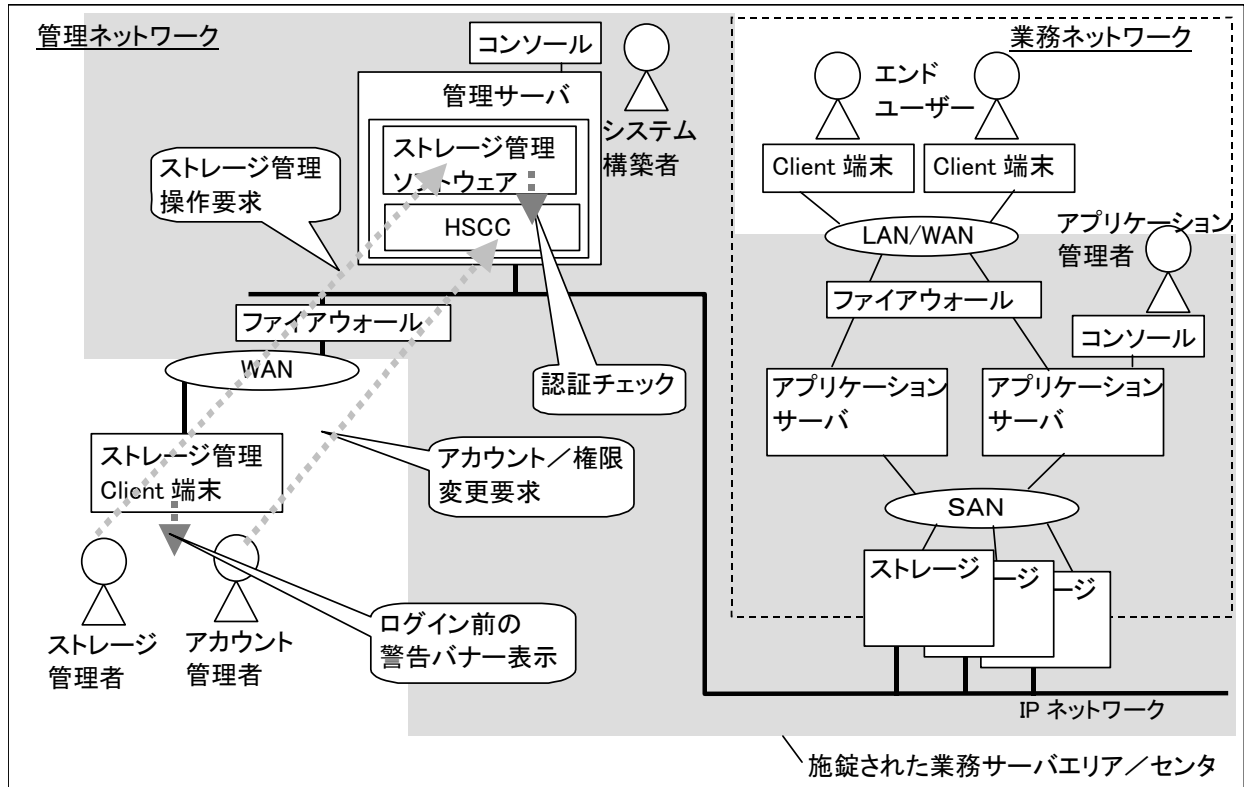 管理ネットワーク
コンソール
管理サーバ
ストレージ管理
ソフトウェア
HSCC
システム
構築者
ストレージ管理
操作要求
ファイアウォール
WAN
認証チェック
ストレージ管理
Client 端末
アカウント／権限
変更要求
ストレージ
管理者
アカウント
管理者
ログイン前の
警告バナー表示
業務ネットワーク
エンド
ユーザー
Client 端末
Client 端末
LAN/WAN
アプリケーション
管理者
ファイアウォール
コンソール
アプリケーション
サーバ
アプリケーション
サーバ
SAN
ストレージ
ージ
ージ
IP ネットワーク
施錠された業務サーバエリア／センタ